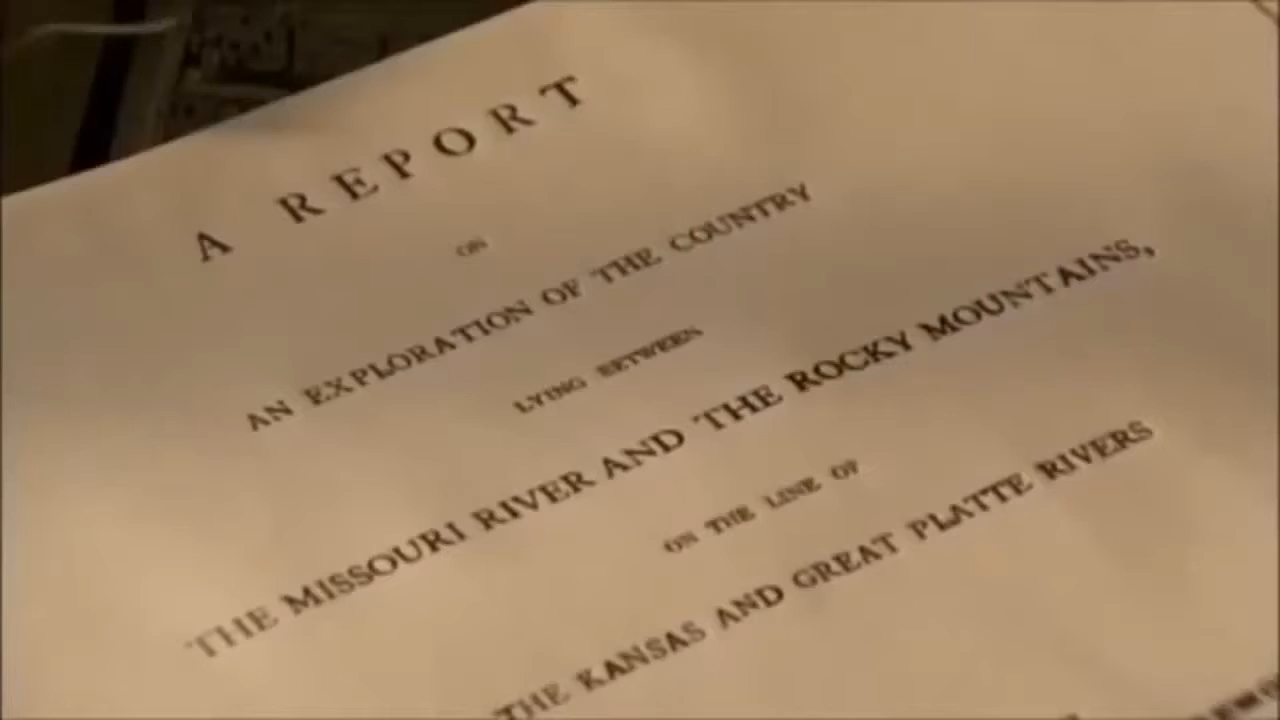 A REPORT
ON
AN EXPLORATION OF THE COUNTRY
LYING BETWEEN
THE MISSOURI RIVER AND THE ROCKY MOUNTAINS,
ON THE LINE OF
THE KANSAS AND GREAT PLATTE RIVERS